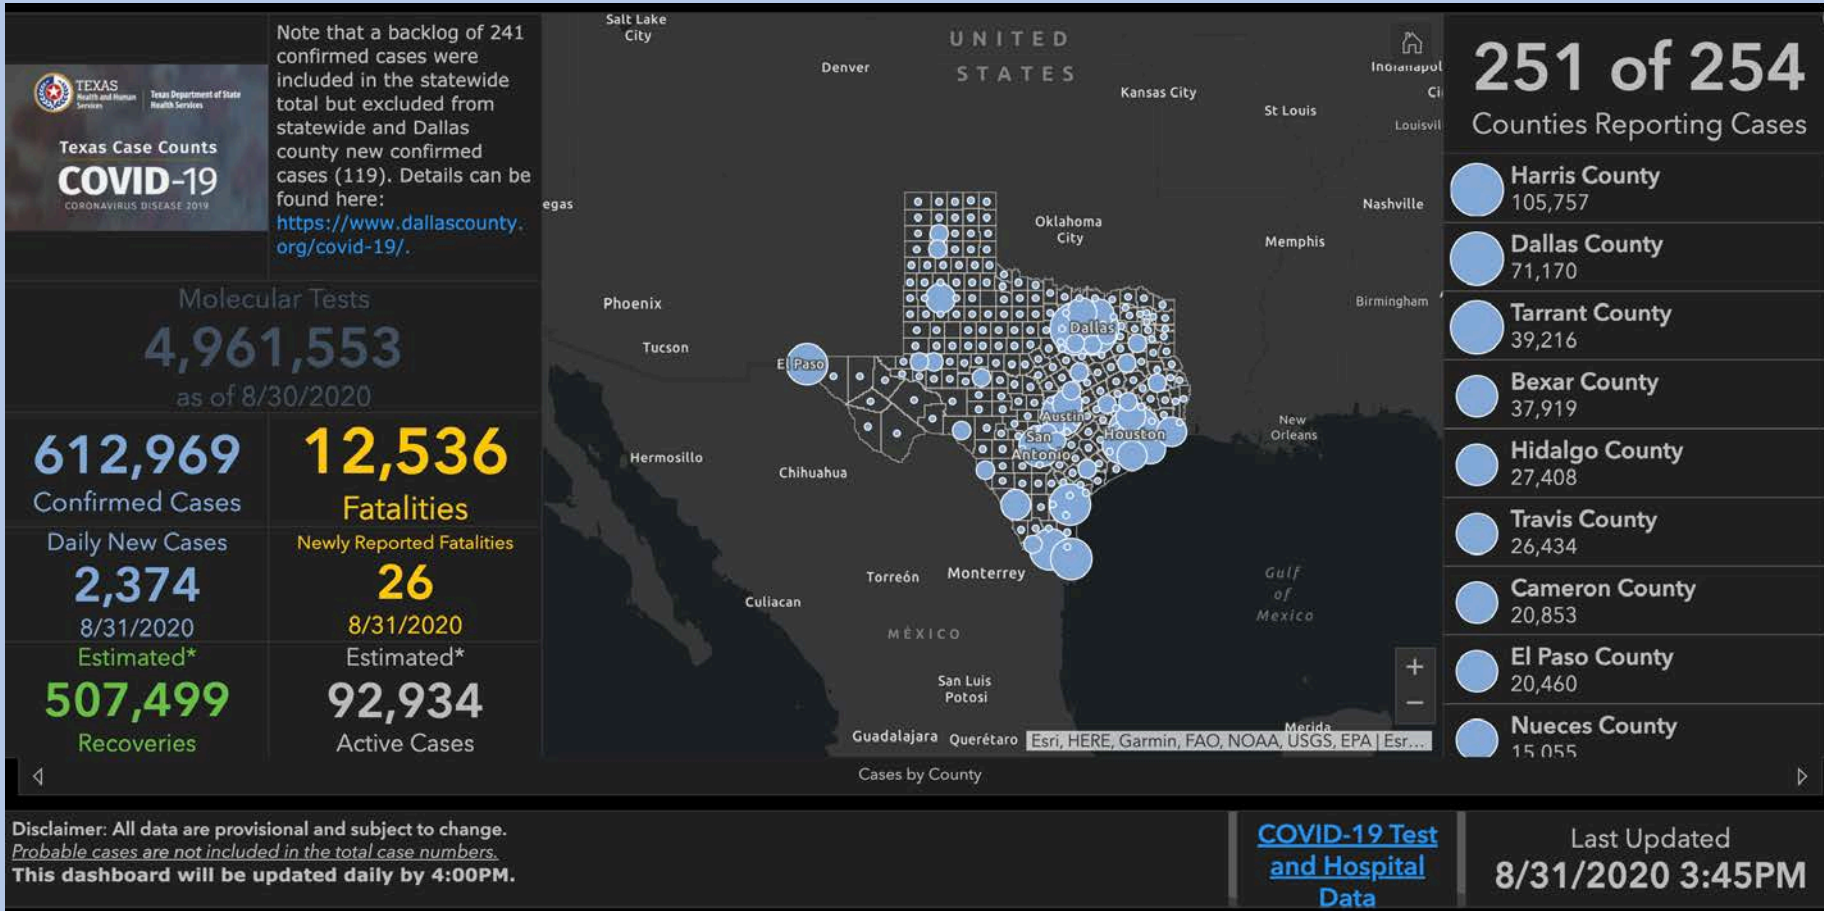 TEXAS
Health and Human
Services
Texas Department of State
Health Services
Texas Case Counts
COVID-19
CORONAVIRUS DISEASE 2019
Note that a backlog of 241
confirmed cases were
included in the statewide
total but excluded from
statewide and Dallas
county new confirmed
cases (119). Details can be
found here:
https://www.dallascounty.
org/covid-19/.
Molecular Tests
4,961,553
as of 8/30/2020
612,969
Confirmed Cases
12,536
Fatalities
Daily New Cases
2,374
8/31/2020
Newly Reported Fatalities
26
8/31/2020
Estimated*
507,499
Recoveries
Estimated*
92,934
Active Cases
Salt Lake
City
UNITED
STATES
Denver
Indianapol
Kansas City
Ci
St Louis
Louisvil
egas
Nashville
Oklahoma
City
Memphis
Phoenix
Birmingham
Dallas
Tucson
El Paso
Austin
New
Orleans
San
Antonio
Houston
Hermosillo
Chihuahua
Torreón
Monterrey
Gulf
of
Mexico
Culiacan
MÉXICO
San Luis
Potosi
Merida
Guadalajara
Querétaro
Esri, HERE, Garmin, FAO, NOAA, USGS, EPA | Esr...
+
−
251 of 254
Counties Reporting Cases
Harris County
105,757
Dallas County
71,170
Tarrant County
39,216
Bexar County
37,919
Hidalgo County
27,408
Travis County
26,434
Cameron County
20,853
El Paso County
20,460
Nueces County
15,055
Cases by County
Disclaimer: All data are provisional and subject to change.
Probable cases are not included in the total case numbers.
This dashboard will be updated daily by 4:00PM.
COVID-19 Test
and Hospital
Data
Last Updated
8/31/2020 3:45PM